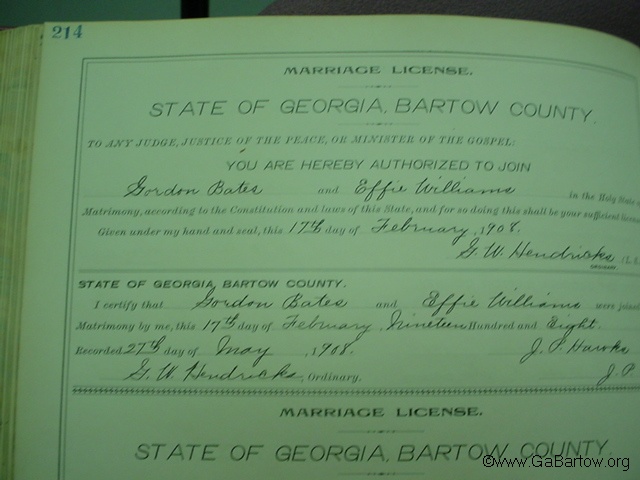 214
MARRIAGE LICENSE.
STATE OF GEORGIA, BARTOW COUNTY.
TO ANY JUDGE, JUSTICE OF THE PEACE, OR MINISTER OF THE GOSPEL:
YOU ARE HEREBY AUTHORIZED TO JOIN
Gordon Bates and Effie Williams in the Holy State
Matrimony, according to the Constitution and laws of this State, and for so doing this shall be your sufficient license
Given under my hand and seal, this 17th day of February, 1908.
G. W. Hendricks (L.
ORDINARY.
STATE OF GEORGIA, BARTOW COUNTY.
I certify that Gordon Bates and Effie Williams were joined
Matrimony by me, this 17th day of February, Nineteen Hundred and Eight.
Recorded 27th day of May, 1908. J. P. Hawks
G. W. Hendricks, Ordinary. J. P.
MARRIAGE LICENSE.
STATE OF GEORGIA, BARTOW COUNTY.
©www.GaBartow.org